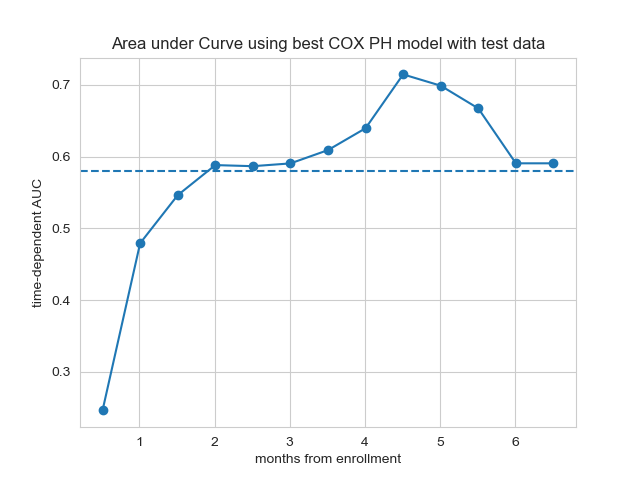 Area under Curve using best COX PH model with test data
time-dependent AUC
0.7
0.6
0.5
0.4
0.3
1 2 3 4 5 6
months from enrollment